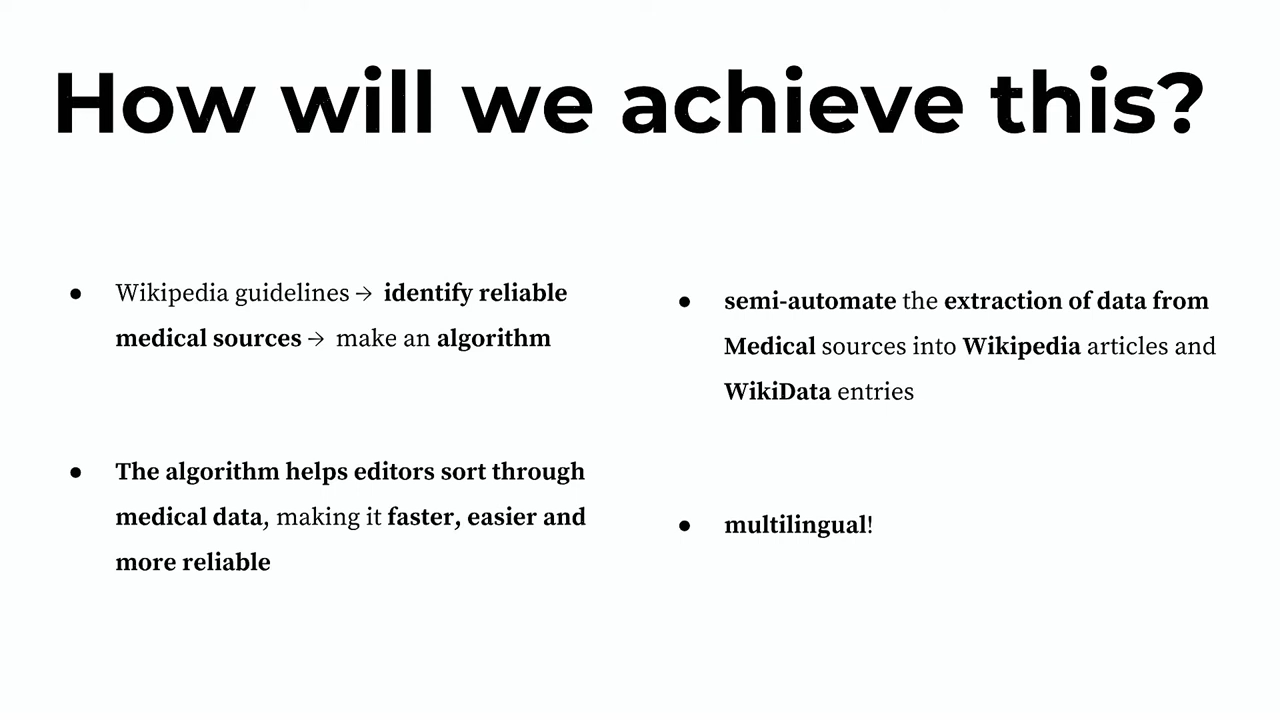 How will we achieve this?
● Wikipedia guidelines → identify reliable
medical sources → make an algorithm
● The algorithm helps editors sort through
medical data, making it faster, easier and
more reliable
● semi-automate the extraction of data from
Medical sources into Wikipedia articles and
WikiData entries
● multilingual!